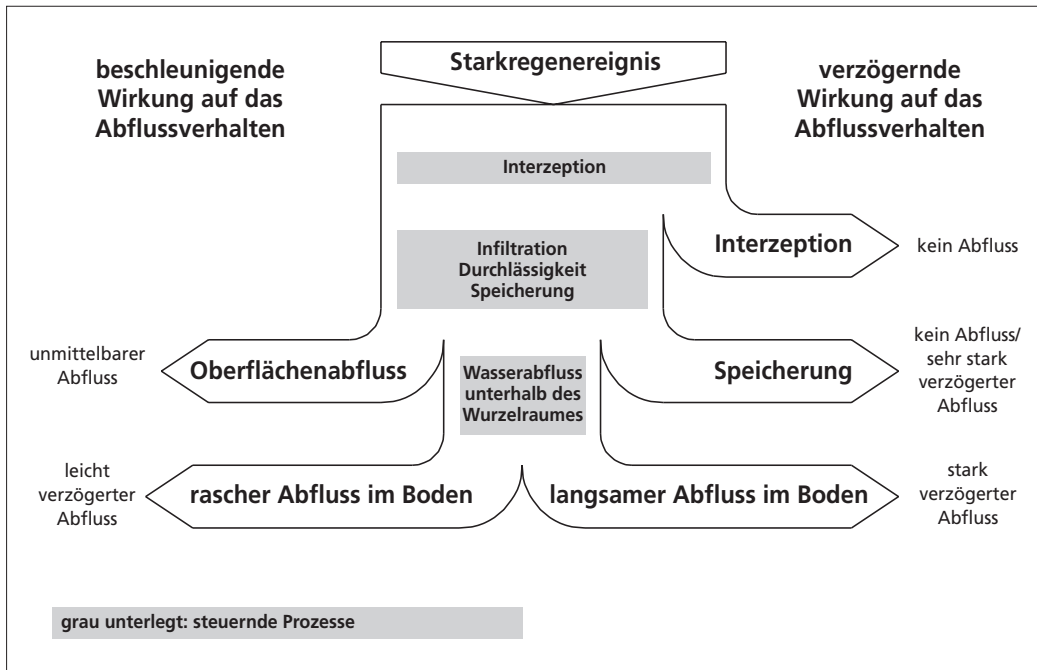 beschleunigende
Wirkung auf das
Abflussverhalten
Starkregenereignis
verzögernde
Wirkung auf das
Abflussverhalten
Interzeption
Interzeption
kein Abfluss
Infiltration
Durchlässigkeit
Speicherung
unmittelbarer
Abfluss
Oberflächenabfluss
Wasserabfluss
unterhalb des
Wurzelraumes
Speicherung
kein Abfluss/
sehr stark
verzögerter
Abfluss
leicht
verzögerter
Abfluss
rascher Abfluss im Boden
langsamer Abfluss im Boden
stark
verzögerter
Abfluss
grau unterlegt: steuernde Prozesse